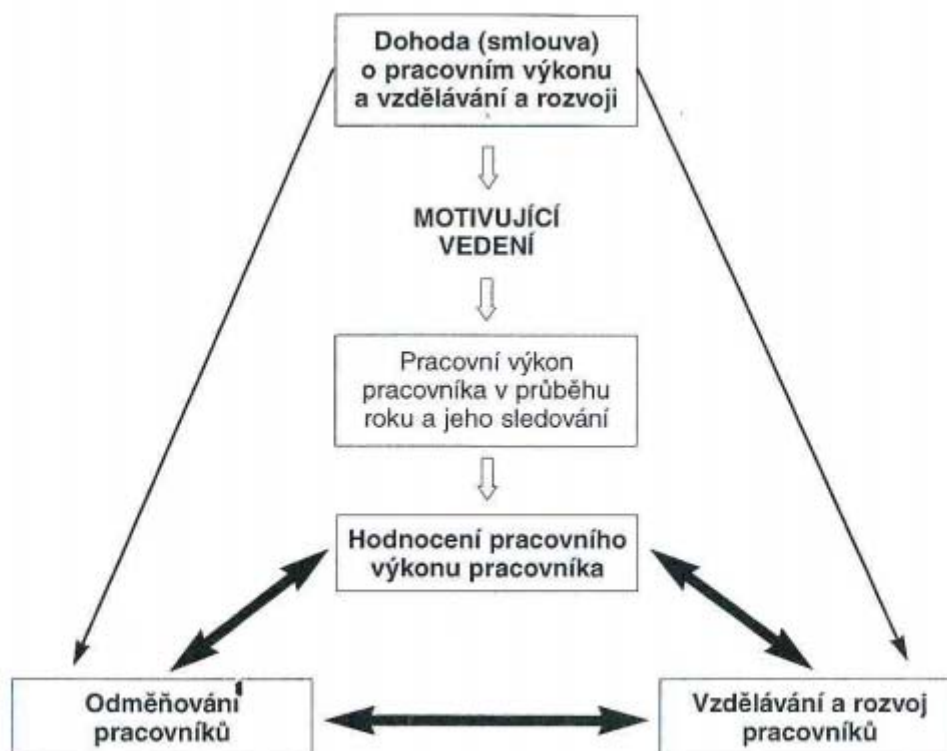 Dohoda (smlouva)
o pracovním výkonu
a vzdělávání a rozvoji
MOTIVUJÍCÍ
VEDENÍ
Pracovní výkon
pracovníka v průběhu
roku a jeho sledování
Hodnocení pracovního
výkonu pracovníka
Odměňování
pracovníků
Vzdělávání a rozvoj
pracovníků